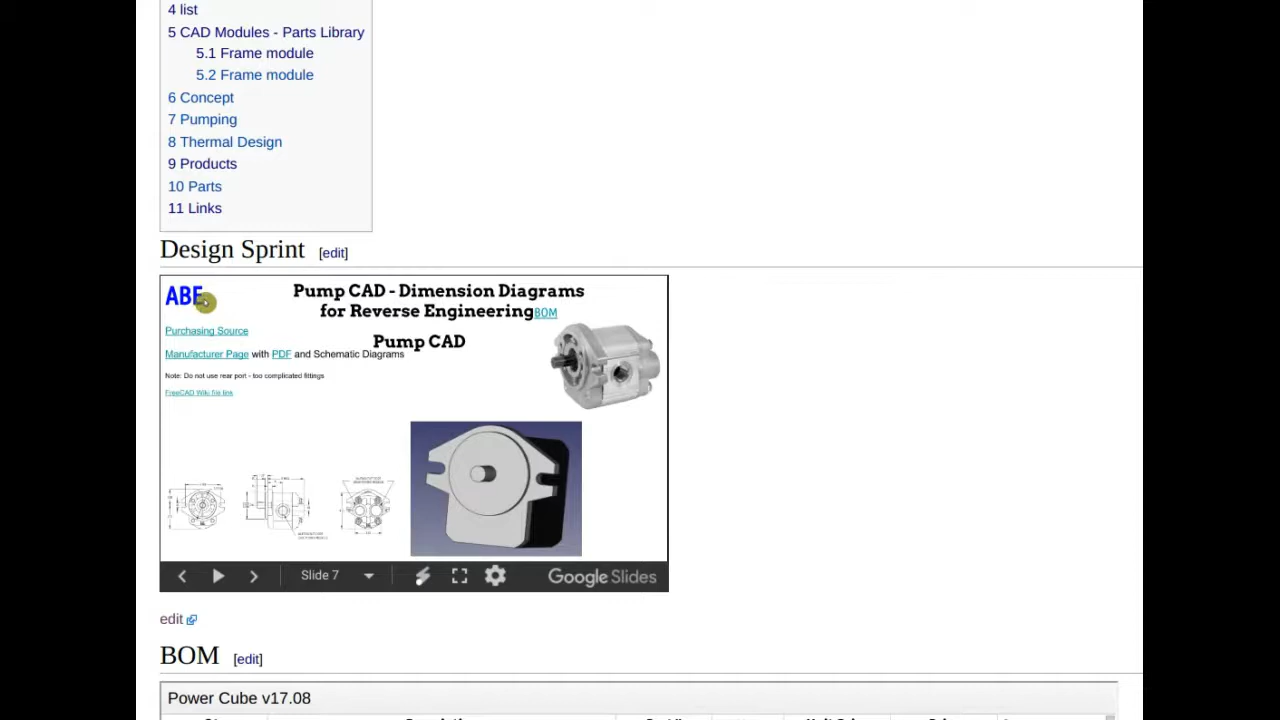 4 list
5 CAD Modules - Parts Library
5.1 Frame module
5.2 Frame module
6 Concept
7 Pumping
8 Thermal Design
9 Products
10 Parts
11 Links
Design Sprint [edit]
ABE
Pump CAD - Dimension Diagrams
for Reverse Engineering BOM
Purchasing Source
Pump CAD
Manufacturer Page with PDF and Schematic Diagrams
Note: Do not use rear port - too complicated fittings
FreeCAD Wiki file link
Slide 7
Google Slides
edit
BOM [edit]
Power Cube v17.08